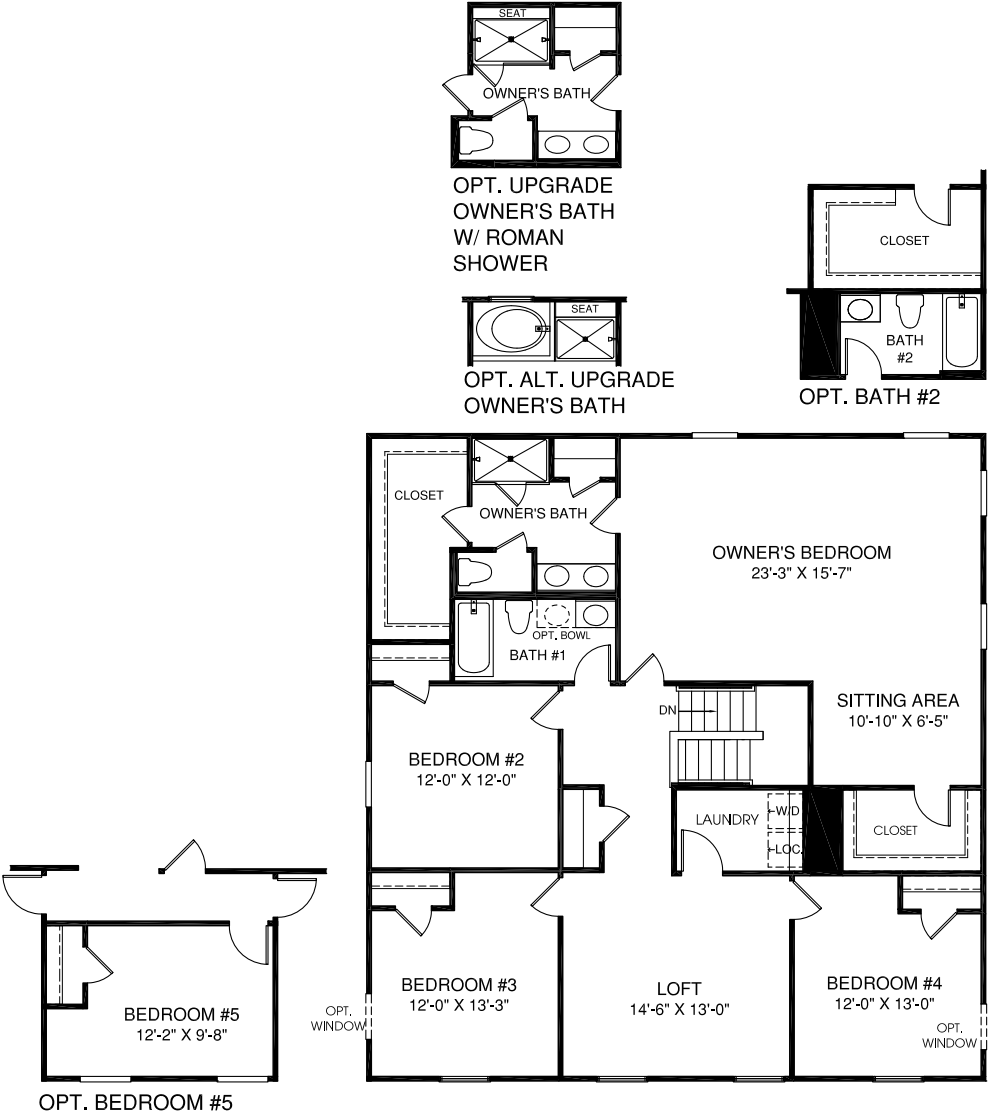 SEAT
OWNER'S BATH
OPT. UPGRADE
OWNER'S BATH
W/ ROMAN
SHOWER
SEAT
OPT. ALT. UPGRADE
OWNER'S BATH
CLOSET
BATH
#2
OPT. BATH #2
CLOSET
OWNER'S BATH
OWNER'S BEDROOM
23'-3" X 15'-7"
OPT. BOWL
BATH #1
SITTING AREA
10'-10" X 6'-5"
DN
BEDROOM #2
12'-0" X 12'-0"
LAUNDRY
W/D
LOC.
CLOSET
BEDROOM #3
12'-0" X 13'-3"
OPT.
WINDOW
LOFT
14'-6" X 13'-0"
BEDROOM #4
12'-0" X 13'-0"
OPT.
WINDOW
BEDROOM #5
12'-2" X 9'-8"
OPT. BEDROOM #5